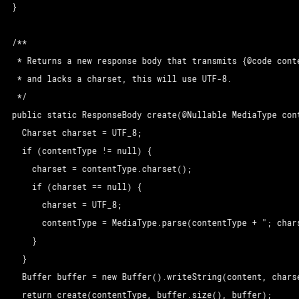 }
/**
* Returns a new response body that transmits {@code conte
* and lacks a charset, this will use UTF-8.
*/
public static ResponseBody create(@Nullable MediaType cont
Charset charset = UTF_8;
if (contentType != null) {
charset = contentType.charset();
if (charset == null) {
charset = UTF_8;
contentType = MediaType.parse(contentType + "; chars
}
}
Buffer buffer = new Buffer().writeString(content, charse
return create(contentType, buffer.size(), buffer);